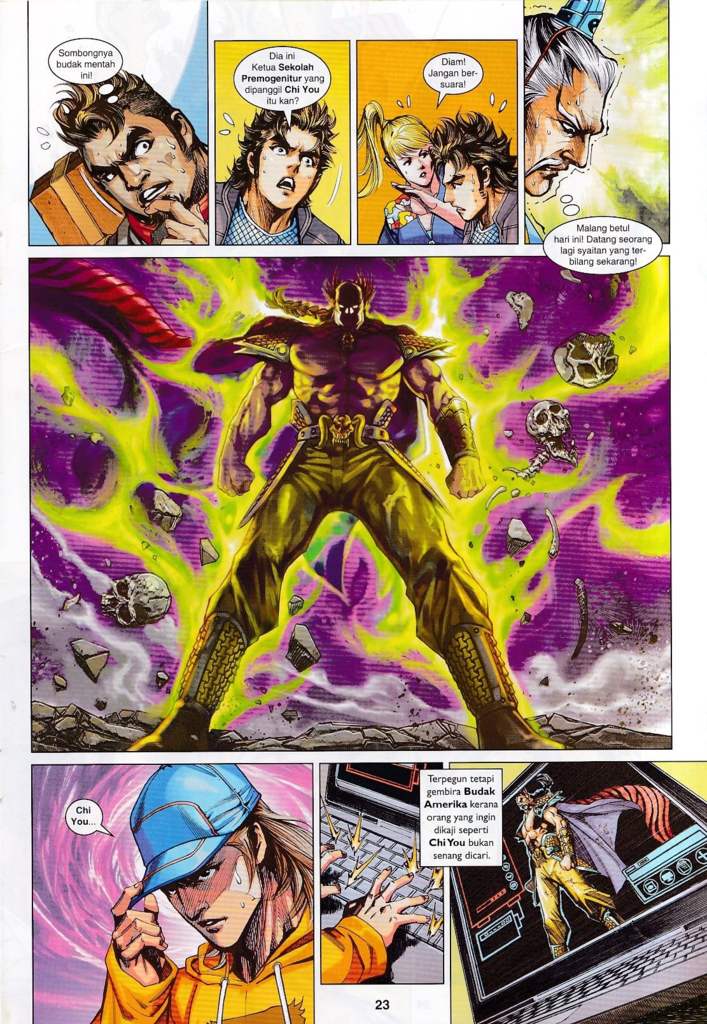 Sombongnya
budak mentah
ini!
Dia ini
Ketua Sekolah
Premogenitur yang
dipanggil Chi You
itu kan?
Diam!
Jangan ber-
suara!
Malang betul
hari ini! Datang seorang
lagi syaitan yang ter-
bilang sekarang!
Chi
You...
Terpegun tetapi
gembira Budak
Amerika kerana
orang yang ingin
dikaji seperti
Chi You bukan
senang dicari.
23